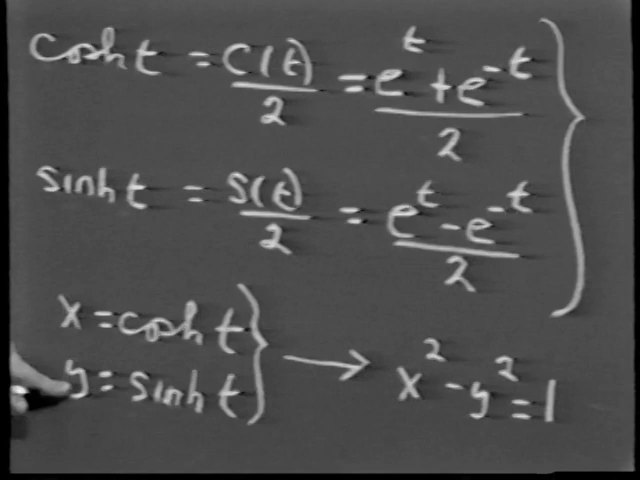 cosh t = C(t)/2 = e^t + e^-t/2
sinh t = S(t)/2 = e^t - e^-t/2
x = cosh t
y = sinh t } → x^2 - y^2 = 1